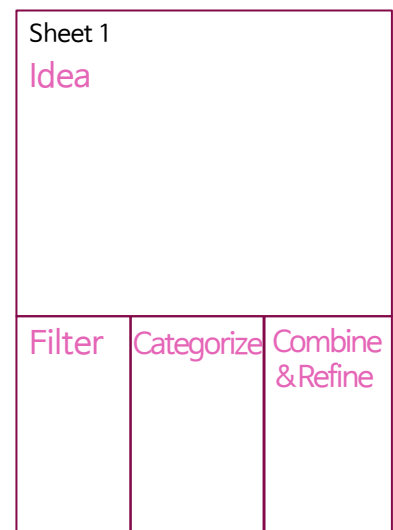 Sheet 1
Idea
Filter
Categorize
Combine
&Refine